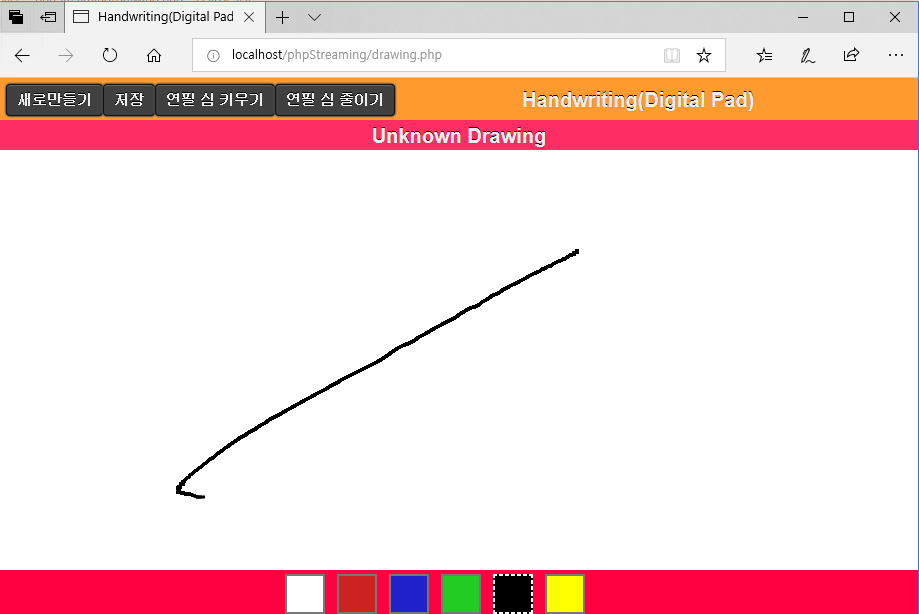 Handwriting(Digital Pad
localhost/phpStreaming/drawing.php
새로만들기 저장 연필 심 키우기 연필 심 줄이기 Handwriting(Digital Pad)
Unknown Drawing